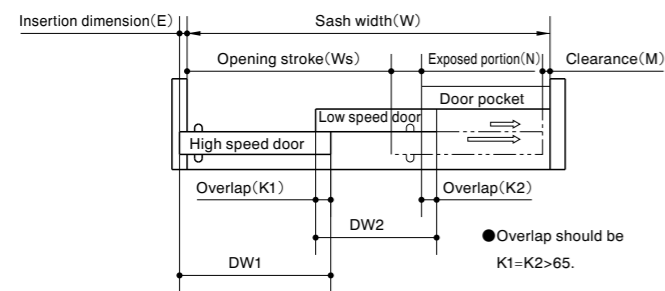 Insertion dimension(E)
Sash width(W)
Opening stroke(Ws)
Exposed portion(N)
Clearance(M)
Door pocket
Low speed door
High speed door
Overlap(K1)
Overlap(K2)
DW2
●Overlap should be
K1=K2>65.
DW1